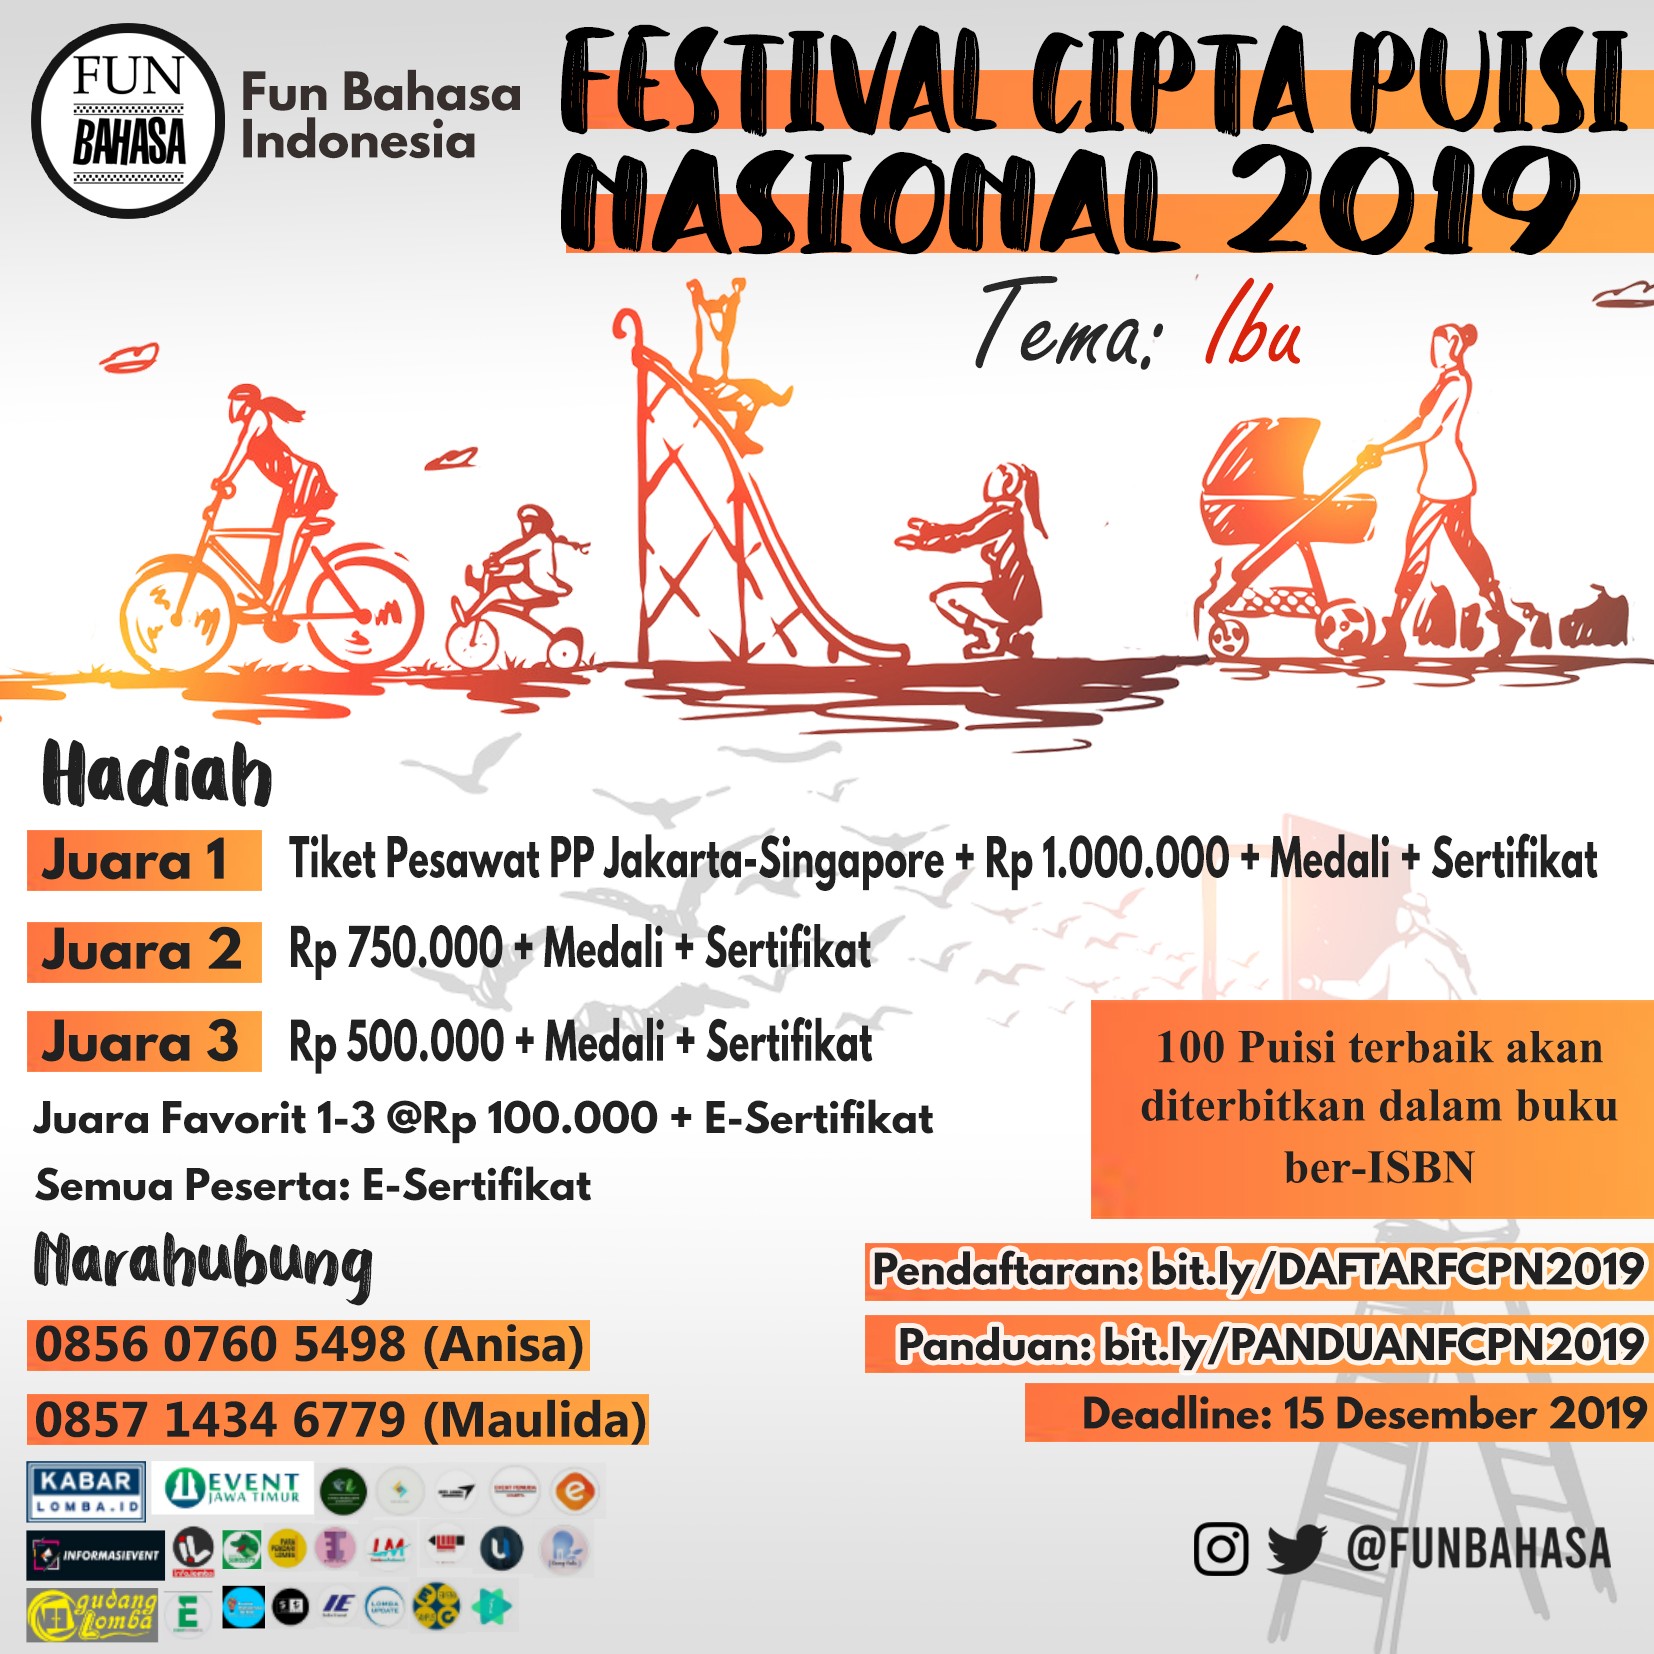 FUN
BAHASA
Fun Bahasa
Indonesia
FESTIVAL CIPTA PUISI
NASIONAL 2019
Tema: Ibu
Hadiah
Juara 1 Tiket Pesawat PP Jakarta-Singapore + Rp 1.000.000 + Medali + Sertifikat
Juara 2 Rp 750.000 + Medali + Sertifikat
Juara 3 Rp 500.000 + Medali + Sertifikat
Juara Favorit 1-3 @Rp 100.000 + E-Sertifikat
Semua Peserta: E-Sertifikat
100 Puisi terbaik akan
diterbitkan dalam buku
ber-ISBN
Narahubung
0856 0760 5498 (Anisa)
0857 1434 6779 (Maulida)
Pendaftaran: bit.ly/DAFTARFCPN2019
Panduan: bit.ly/PANDUANFCPN2019
Deadline: 15 Desember 2019
@FUNBAHASA
KABAR
LOMBA.ID
EVENT
JAWA TIMUR
INFORMASIEVENT
LM
gudang
Lomba
E
IE
LOMBA
UPDATE